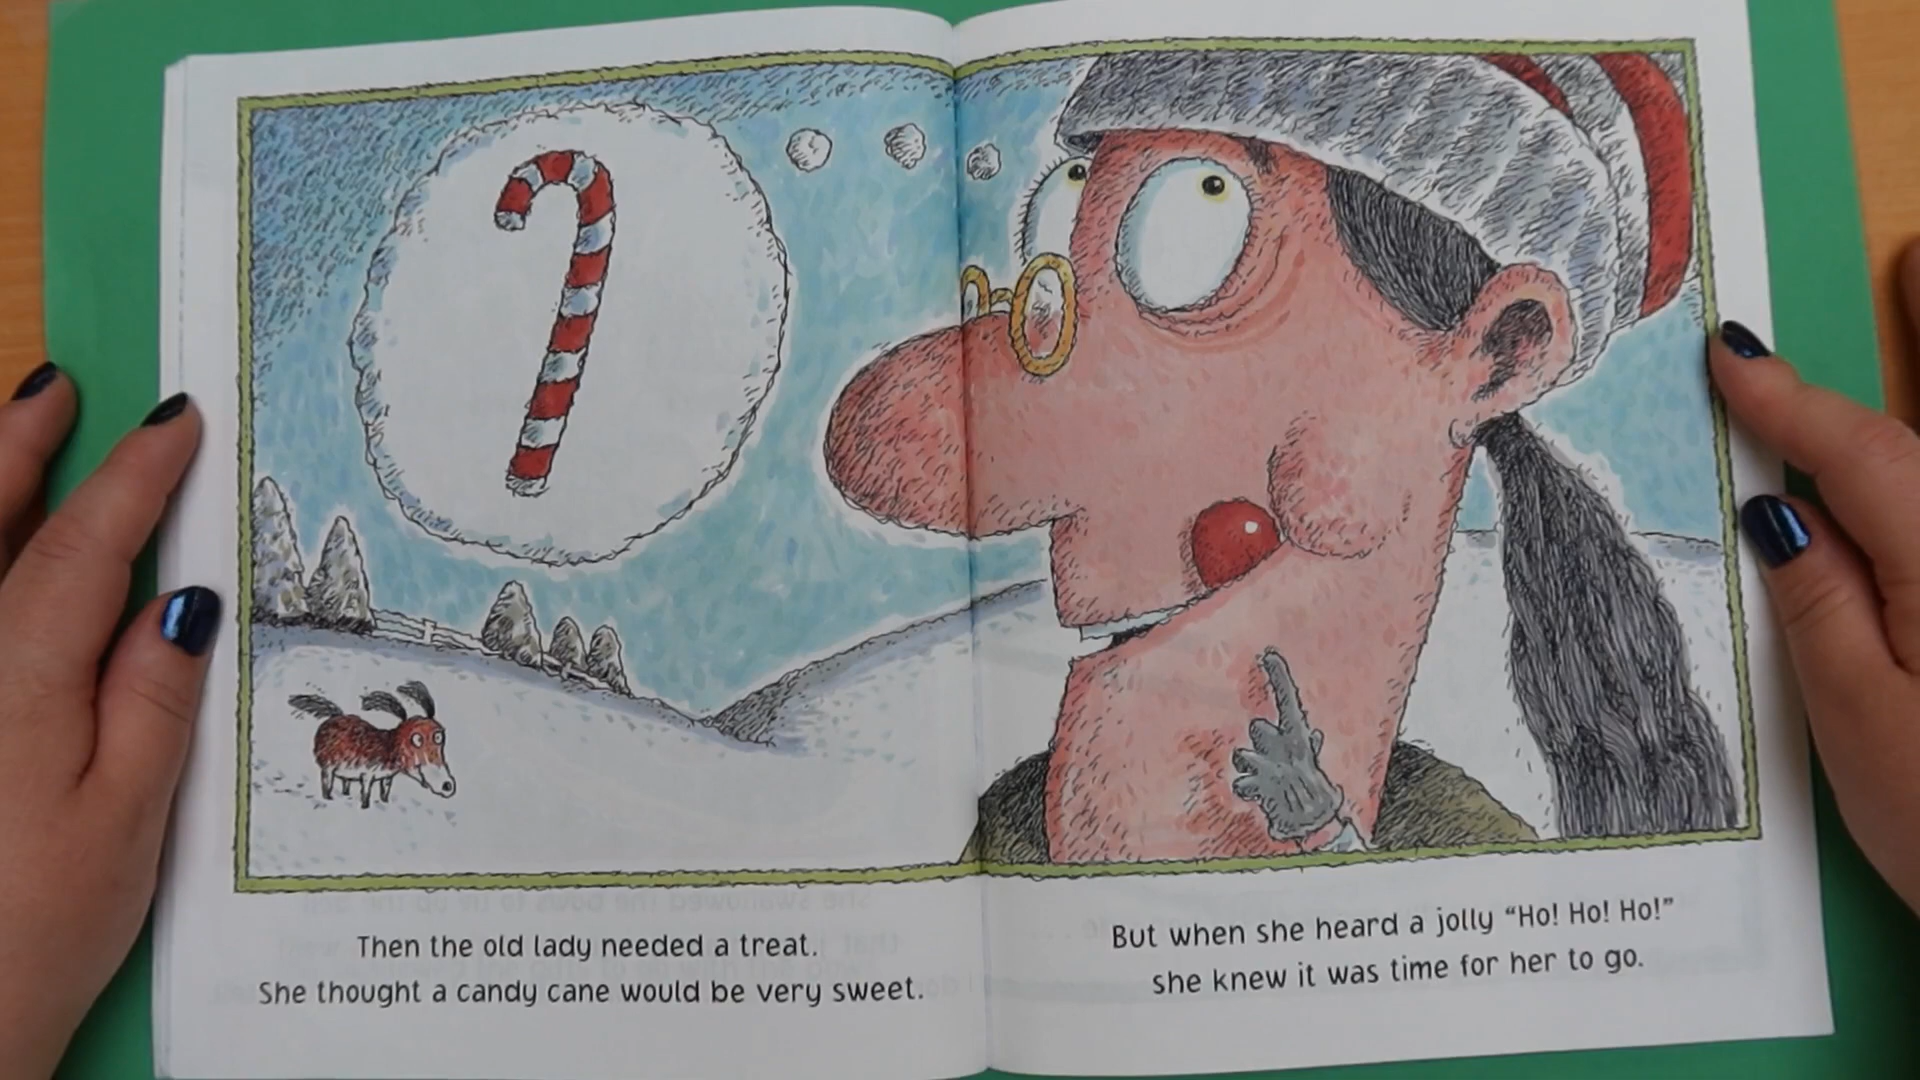 Then the old lady needed a treat.
She thought a candy cane would be very sweet.
But when she heard a jolly “Ho! Ho! Ho!”
she knew it was time for her to go.